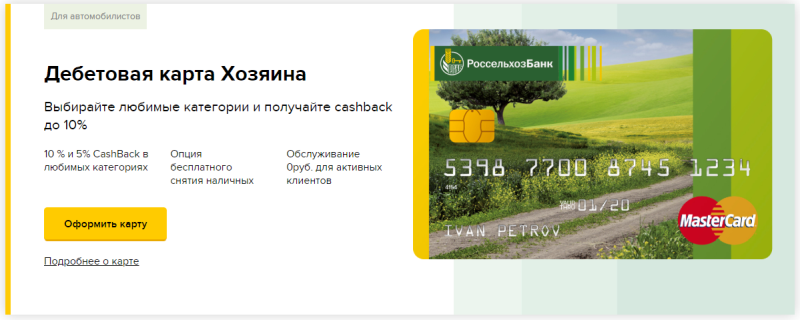 Для автомобилистов
Дебетовая карта Хозяина
Выбирайте любимые категории и получайте cashback
до 10%
10 % и 5% CashBack в
любимых категориях
Опция
бесплатного
снятия наличных
Обслуживание
0руб. для активных
клиентов
Оформить карту
Подробнее о карте
РоссельхозБанк
5398 7700 8745 1234
VALID
THRU 01/20
IVAN PETROV
MasterCard